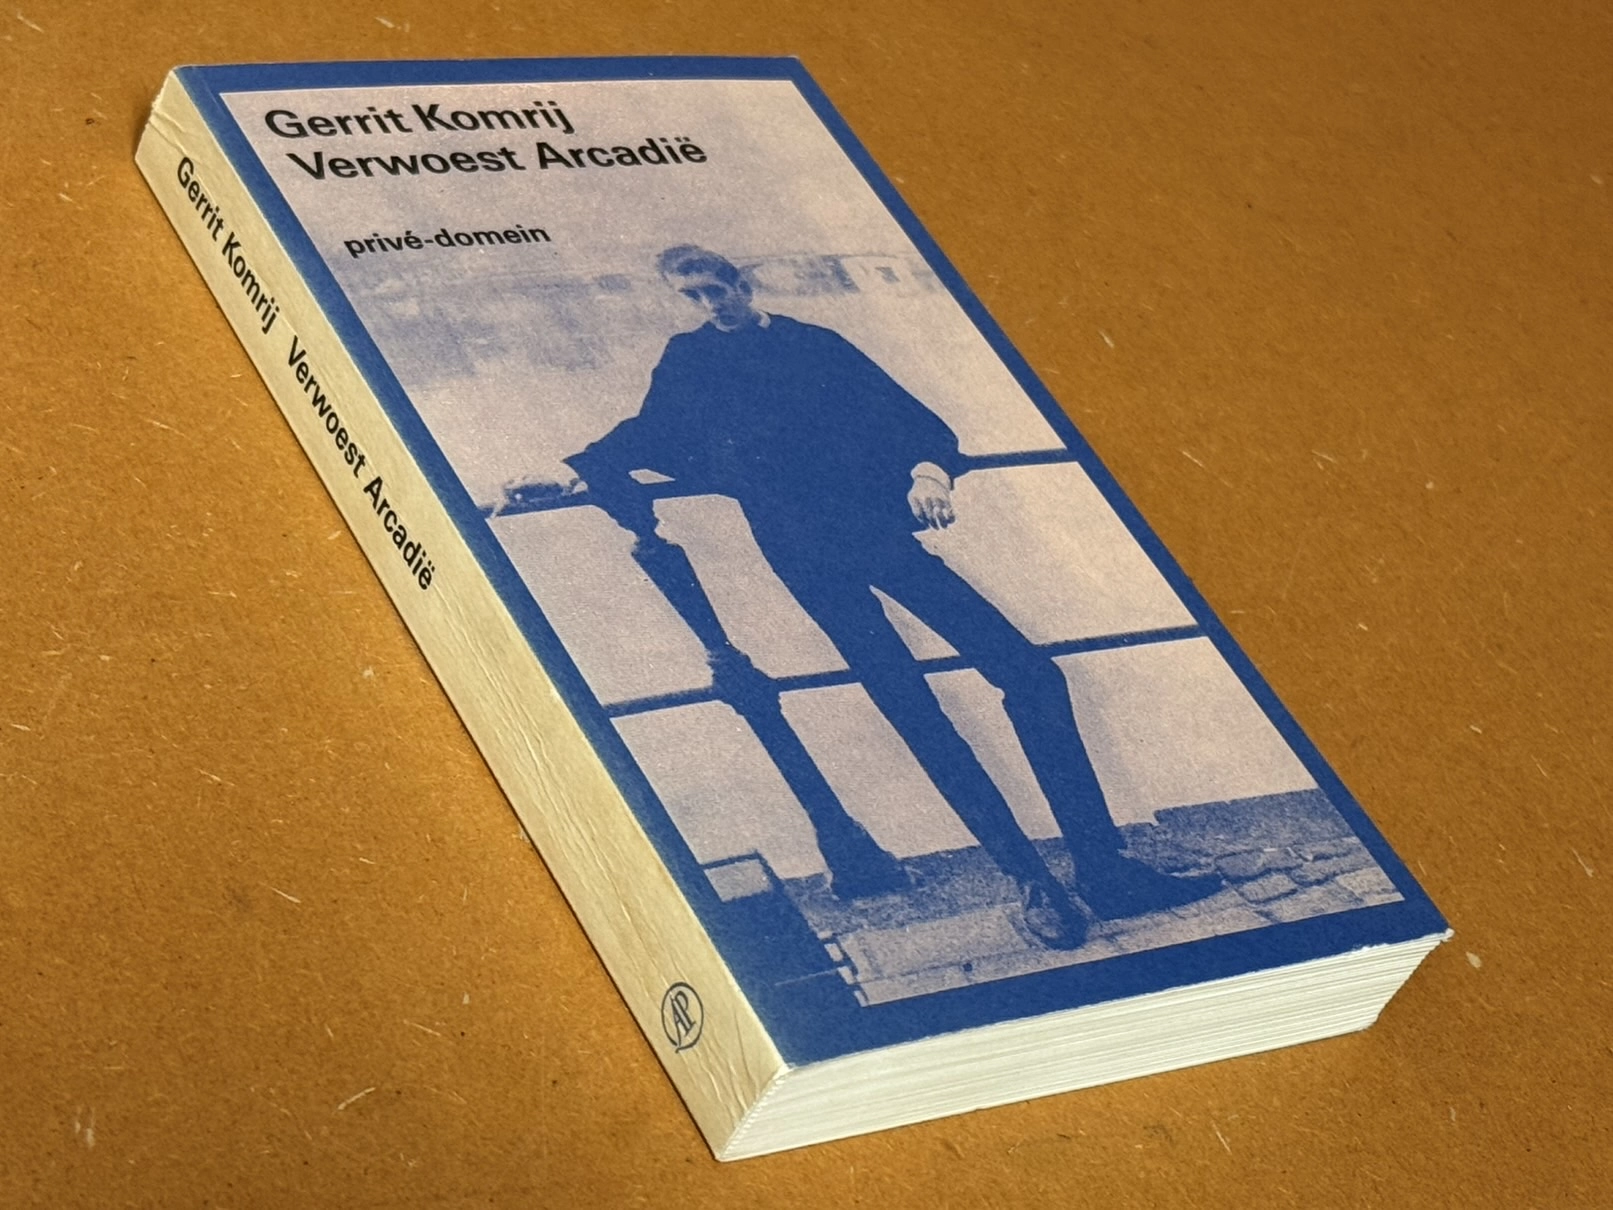 Gerrit Komrij
Verwoest Arcadië
privé-domein
Gerrit Komrij Verwoest Arcadië
AP